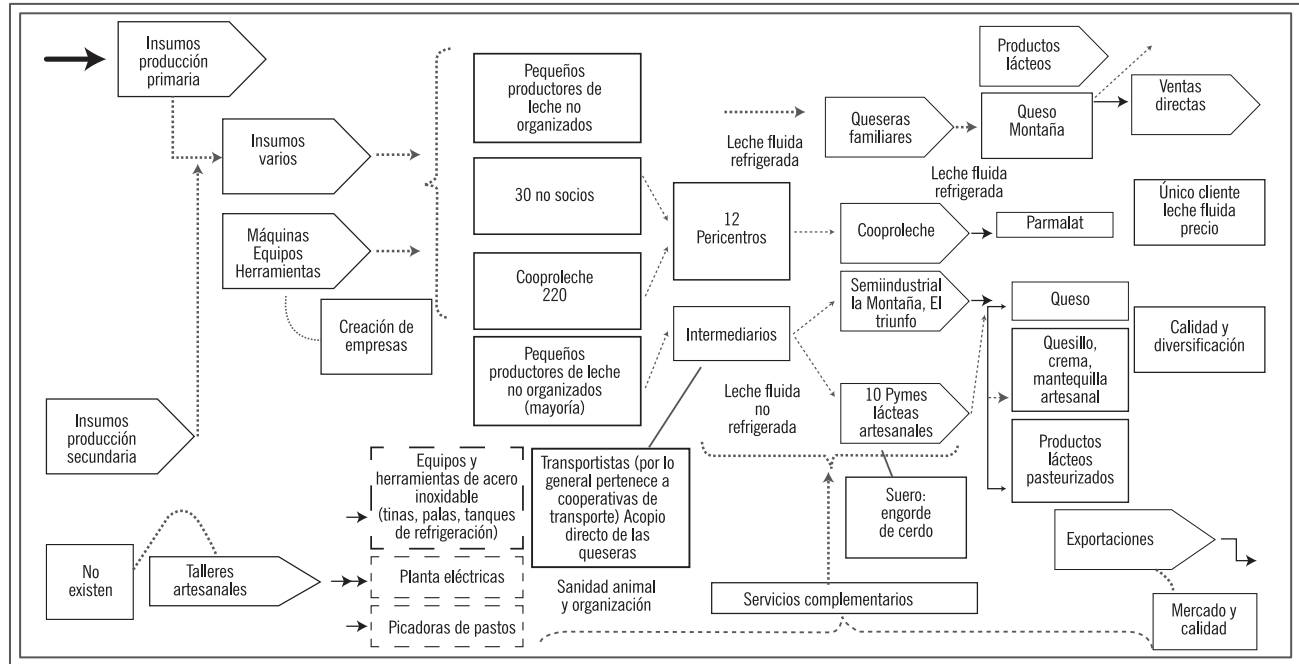 Insumos
producción
primaria
Insumos
varios
Máquinas
Equipos
Herramientas
Creación de
empresas
Insumos
producción
secundaria
No
existen
Talleres
artesanales
Pequeños
productores de
leche no
organizados
30 no socios
Cooproleche
220
Pequeños
productores de leche
no organizados
(mayoría)
Equipos y
herramientas de acero
inoxidable
(tinas, palas, tanques
de refrigeración)
Planta eléctricas
Picadoras de pastos
12
Pericentros
Intermediarios
Transportistas (por lo
general pertenece a
cooperativas de
transporte) Acopio
directo de las
queseras
Sanidad animal
y organización
Leche fluida
refrigerada
Queseras
familiares
Productos
lácteos
Queso
Montaña
Ventas
directas
Leche fluida
refrigerada
Cooproleche
Parmalat
Único cliente
leche fluida
precio
Semiindustrial
la Montaña, El
triunfo
Leche fluida
no
refrigerada
10 Pymes
lácteas
artesanales
Queso
Quesillo,
crema,
mantequilla
artesanal
Productos
lácteos
pasteurizados
Calidad y
diversificación
Suero:
engorde
de cerdo
Servicios complementarios
Exportaciones
Mercado y
calidad